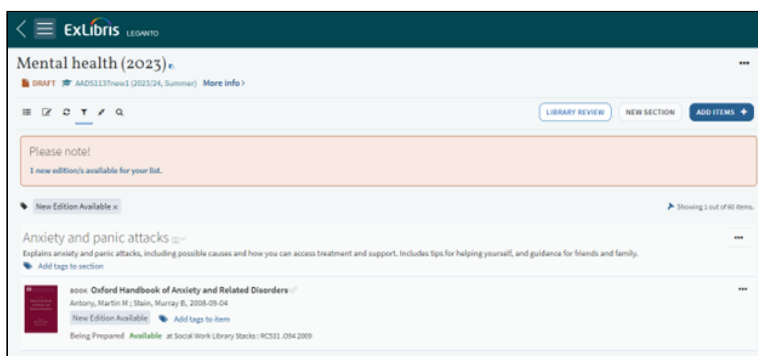 ExLibris LEGANTO
Mental health (2023)
DRAFT AADS1137new1 (2023/24, Summer) More info >
LIBRARY REVIEW NEW SECTION ADD ITEMS +
Please note!
1 new edition/s available for your list.
New Edition Available x Showing 1 out of 60 items.
Anxiety and panic attacks
Explains anxiety and panic attacks, including possible causes and how you can access treatment and support. Includes tips for helping yourself, and guidance for friends and family.
Add tags to section
BOOK Oxford Handbook of Anxiety and Related Disorders
Antony, Martin M ; Stein, Murray B, 2008-09-04
New Edition Available Add tags to item
Being Prepared Available at Social Work Library Stacks : RC531 .O94 2009